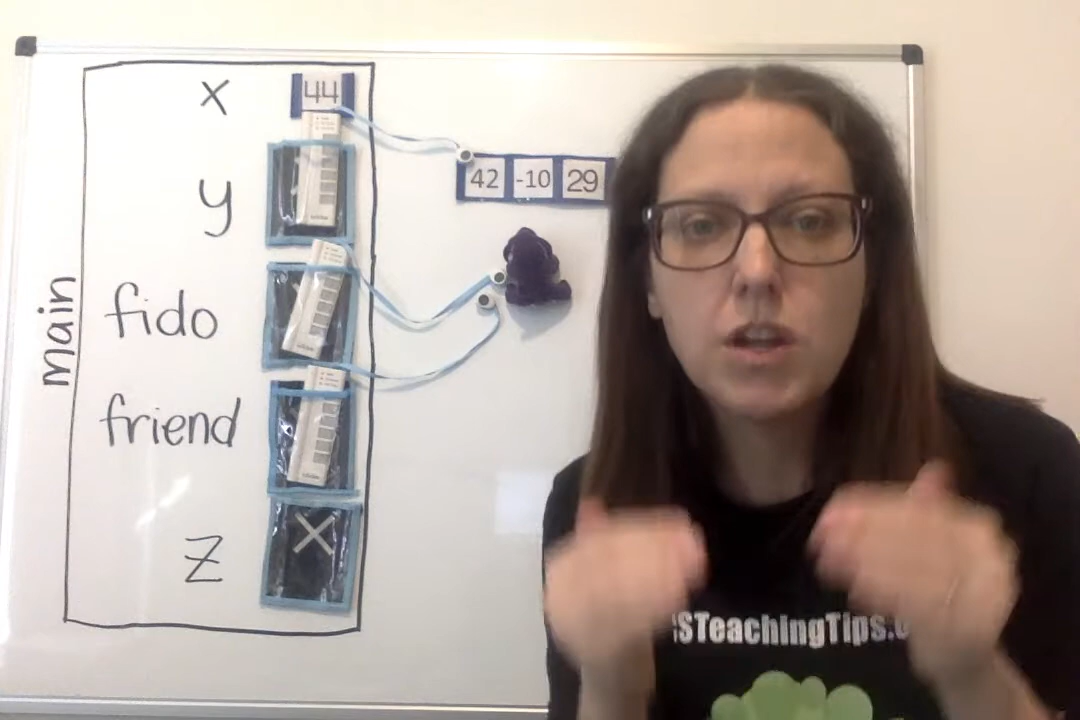 x 44
42 -10 29
y
fido
main
friend
z
STeachingTips.